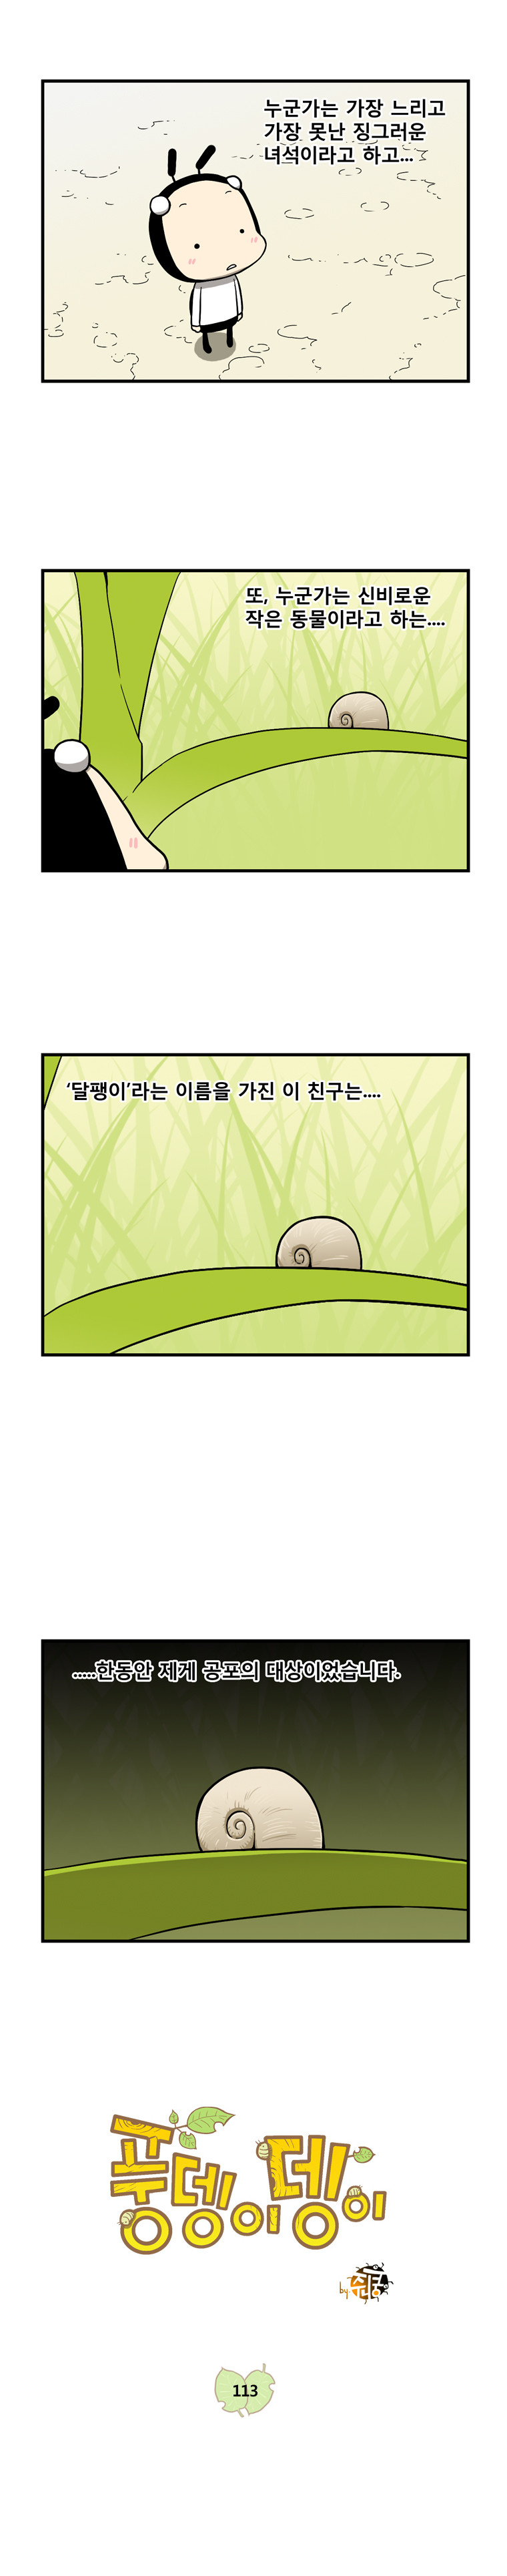 누군가는 가장 느리고
가장 못난 징그러운
녀석이라고 하고...
또, 누군가는 신비로운
작은 동물이라고 하는....
‘달팽이’라는 이름을 가진 이 친구는....
.....한동안 제게 공포의 대상이었습니다.
풍뎅이뎅이
by 쉰콩
113